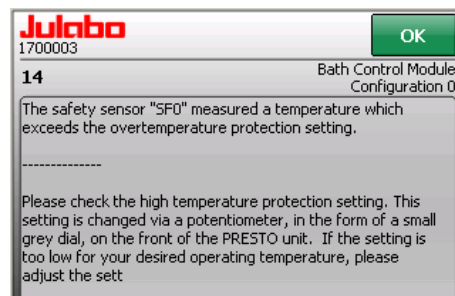 Julabo
1700003
OK
14
Bath Control Module
Configuration 0
The safety sensor "SF0" measured a temperature which
exceeds the overtemperature protection setting.
--------------
Please check the high temperature protection setting. This
setting is changed via a potentiometer, in the form of a small
grey dial, on the front of the PRESTO unit.  If the setting is
too low for your desired operating temperature, please
adjust the sett